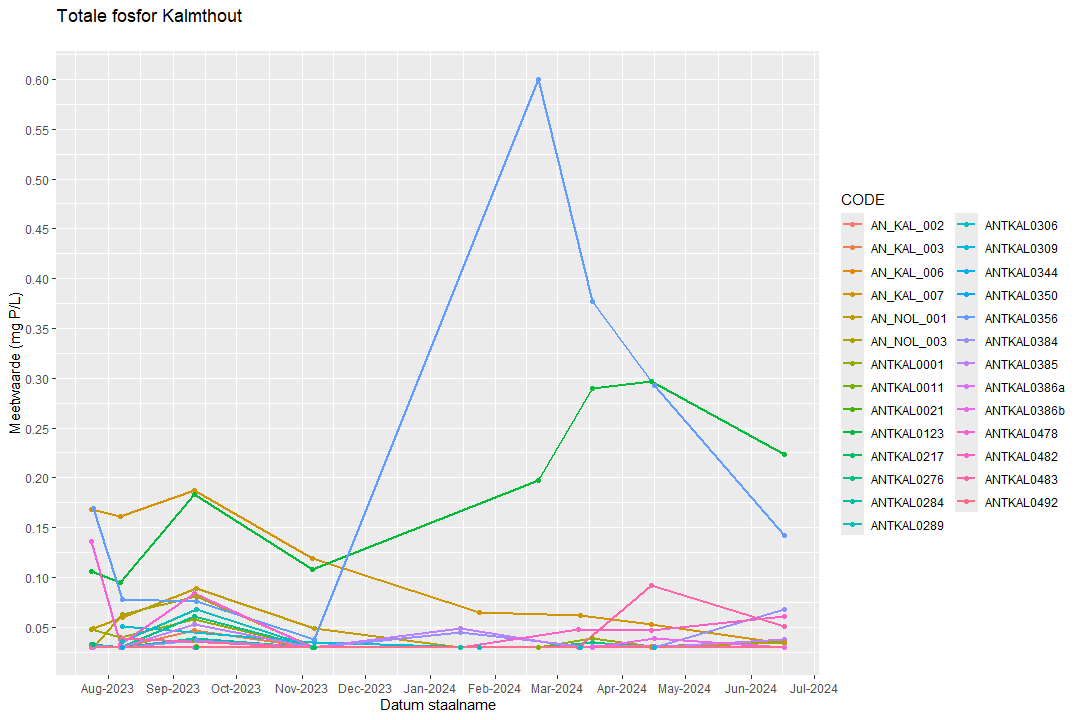 Totale fosfor Kalmthout
0.60
0.55
0.50
0.45
0.40
0.35
0.30
0.25
0.20
0.15
0.10
0.05
Meetwaarde (mg P/L)
Aug-2023 Sep-2023 Oct-2023 Nov-2023 Dec-2023 Jan-2024 Feb-2024 Mar-2024 Apr-2024 May-2024 Jun-2024 Jul-2024
Datum staalname
CODE
AN_KAL_002
AN_KAL_003
AN_KAL_006
AN_KAL_007
AN_NOL_001
AN_NOL_003
ANTKAL0001
ANTKAL0011
ANTKAL0021
ANTKAL0123
ANTKAL0217
ANTKAL0276
ANTKAL0284
ANTKAL0289
ANTKAL0306
ANTKAL0309
ANTKAL0344
ANTKAL0350
ANTKAL0356
ANTKAL0384
ANTKAL0385
ANTKAL0386a
ANTKAL0386b
ANTKAL0478
ANTKAL0482
ANTKAL0483
ANTKAL0492